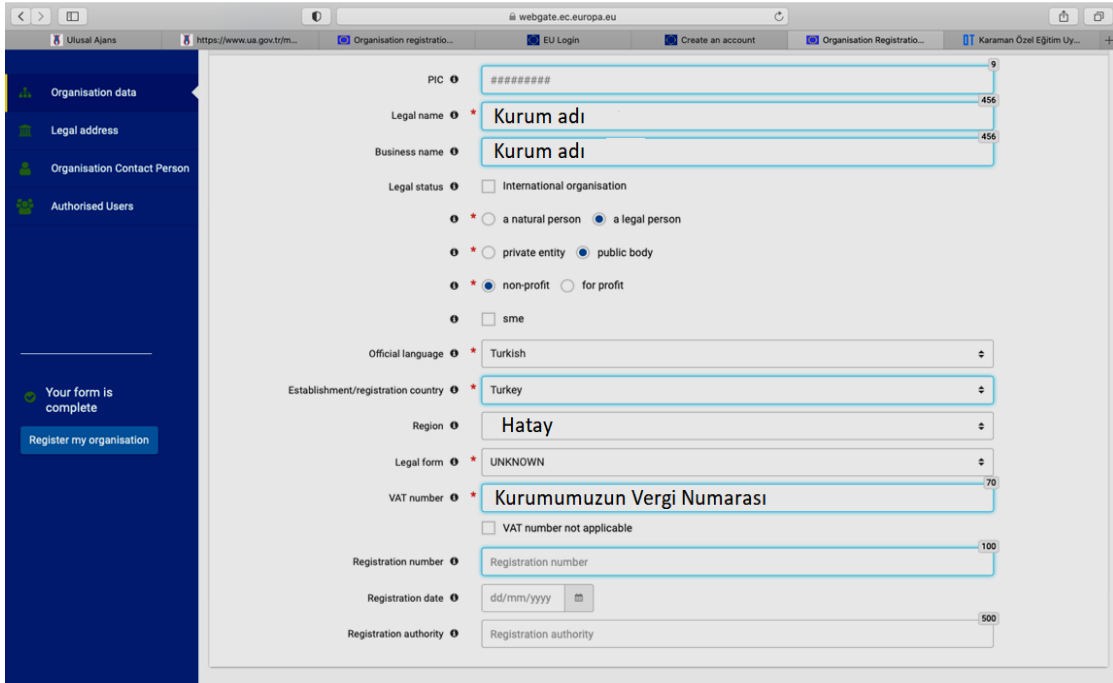 webgate.ec.europa.eu
Ulusal Ajans
https://www.ua.gov.tr/m...
Organisation registratio...
EU Login
Create an account
Organisation Registratio...
Karaman Özel Eğitim Uy...
Organisation data
Legal address
Organisation Contact Person
Authorised Users
Your form is
complete
Register my organisation
PIC
#########
9
Legal name *
Kurum adı
456
Business name
Kurum adı
456
Legal status
International organisation
* a natural person a legal person
* private entity public body
* non-profit for profit
sme
Official language * Turkish
Establishment/registration country * Turkey
Region Hatay
Legal form * UNKNOWN
VAT number * Kurumumuzun Vergi Numarası
70
VAT number not applicable
Registration number Registration number
100
Registration date dd/mm/yyyy
Registration authority Registration authority
500